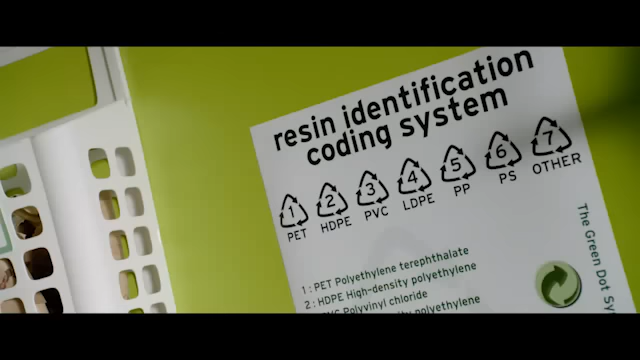 resin identification
coding system
1 2 3 4 5 6 7
PET HDPE PVC LDPE PP PS OTHER
1: PET Polyethylene terephthalate
2: HDPE High-density polyethylene
PVC Polyvinyl chloride
polyethylene
The Green Dot